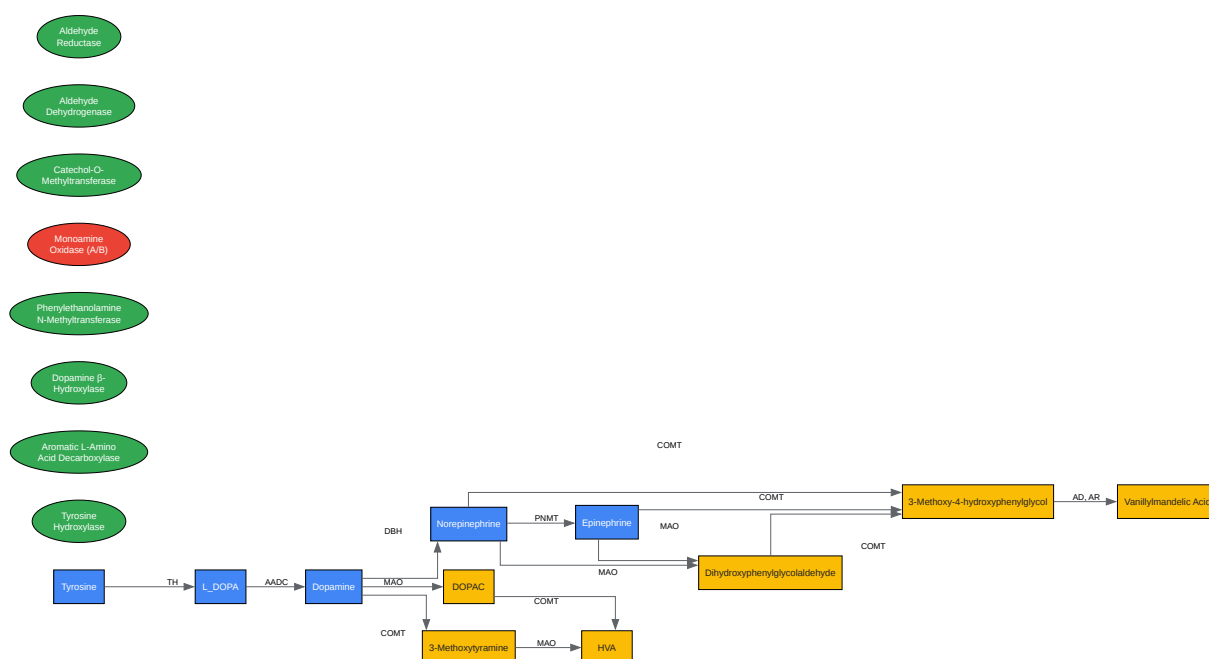 Aldehyde
Reductase
Aldehyde
Dehydrogenase
Catechol-O-
Methyltransferase
Monoamine
Oxidase (A/B)
Phenylethanolamine
N-Methyltransferase
Dopamine β-
Hydroxylase
Aromatic L-Amino
Acid Decarboxylase
Tyrosine
Hydroxylase
COMT
COMT
3-Methoxy-4-hydroxyphenylglycol
AD, AR
Vanillylmandelic Acid
DBH
Norepinephrine
PNMT
Epinephrine
MAO
COMT
MAO
Dihydroxyphenylglycolaldehyde
Tyrosine
TH
L_DOPA
AADC
Dopamine
MAO
DOPAC
COMT
COMT
3-Methoxytyramine
MAO
HVA